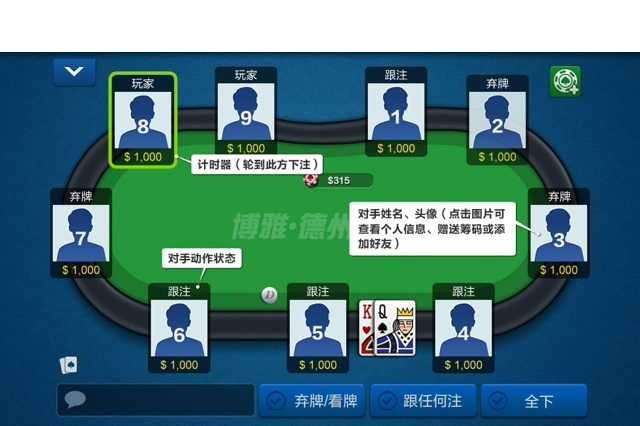 玩家
8
$ 1,000
玩家
9
$ 1,000
跟注
1
$ 1,000
弃牌
2
$ 1,000
计时器（轮到此方下注）
$315
弃牌
7
$ 1,000
博雅·德州
对手姓名、头像（点击图片可
查看个人信息、赠送筹码或添
加好友）
弃牌
3
$ 1,000
对手动作状态
D
跟注
6
$ 1,000
跟注
5
$ 1,000
K
Q
跟注
4
$ 1,000
弃牌/看牌
跟任何注
全下